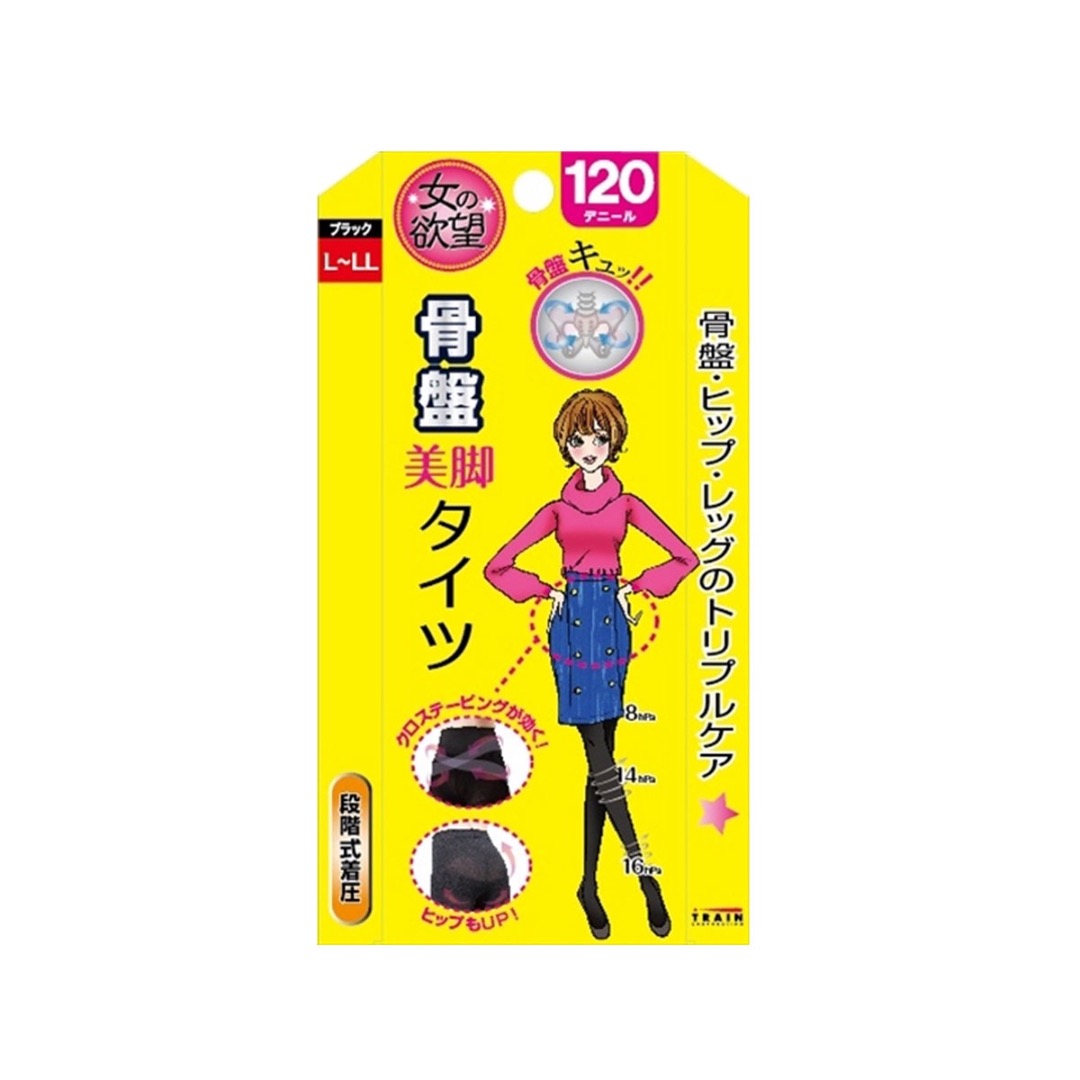 女の
欲望
120
デニール
ブラック
L~LL
骨盤キュッ!!
骨盤
美脚
タイツ
骨盤・ヒップ・レッグのトリプルケア
8hPa
14hPa
16hPa
クロステーピングが効く!
ヒップもUP!
段階式着圧
TRAIN
CORPORATION